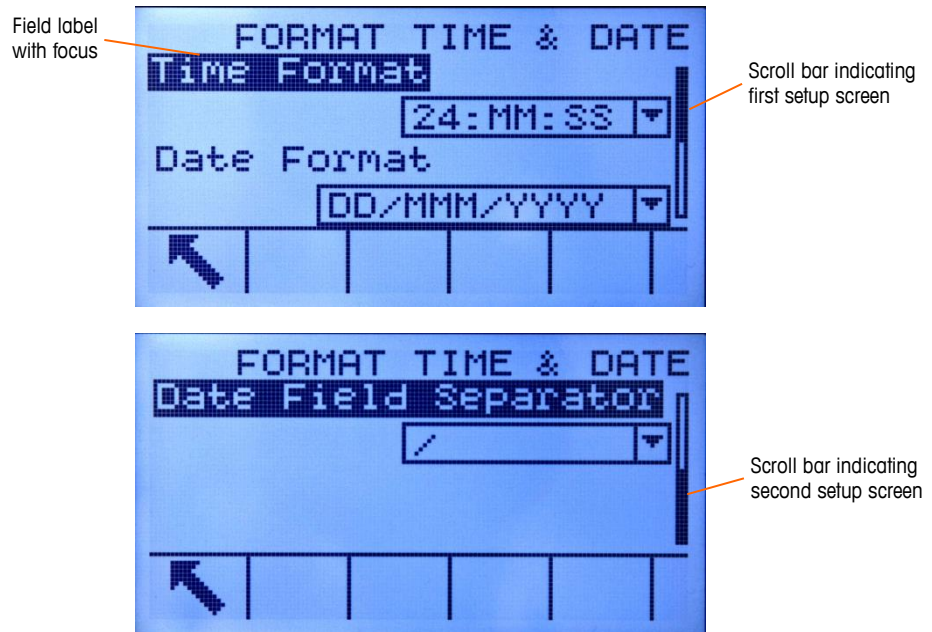 Field label
with focus
FORMAT TIME & DATE
Time Format
24:MM:SS
Date Format
DD/MMM/YYYY
Scroll bar indicating
first setup screen
FORMAT TIME & DATE
Date Field Separator
/
Scroll bar indicating
second setup screen